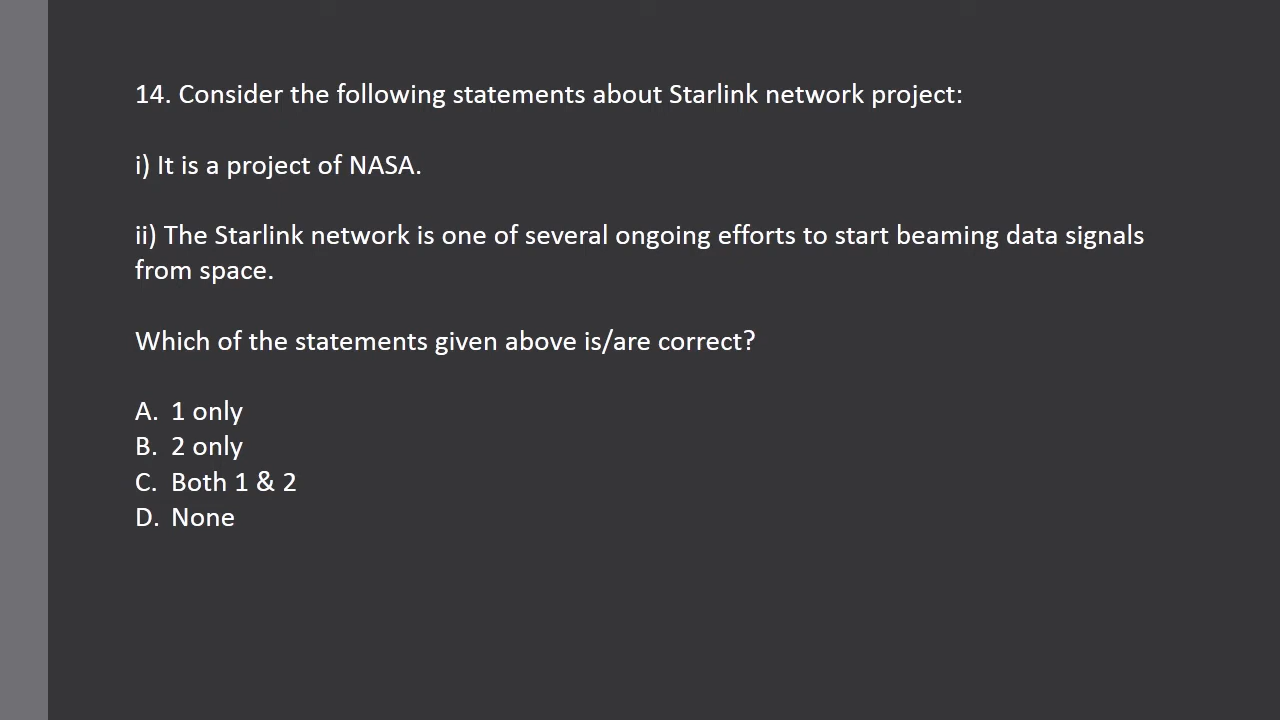 14. Consider the following statements about Starlink network project:
i) It is a project of NASA.
ii) The Starlink network is one of several ongoing efforts to start beaming data signals
from space.
Which of the statements given above is/are correct?
A. 1 only
B. 2 only
C. Both 1 & 2
D. None